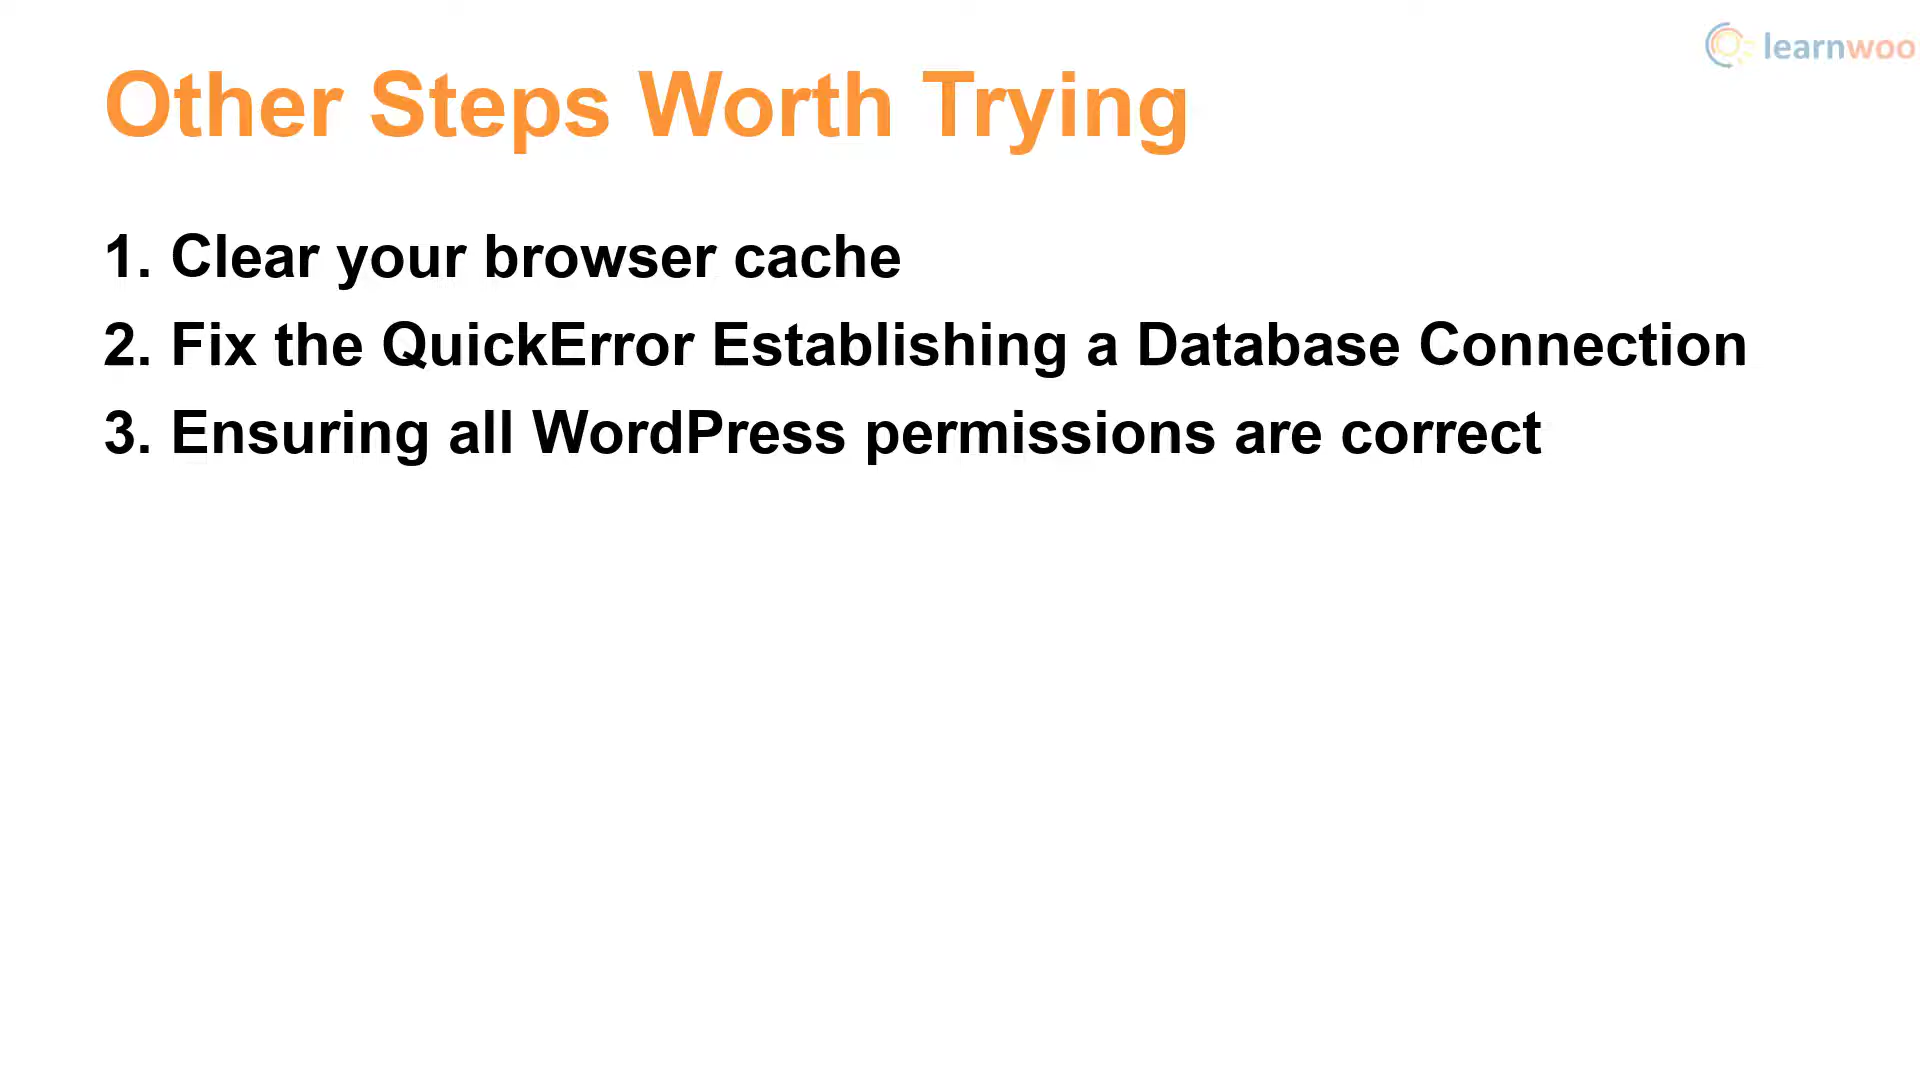 learnwoo
Other Steps Worth Trying
1. Clear your browser cache
2. Fix the QuickError Establishing a Database Connection
3. Ensuring all WordPress permissions are correct